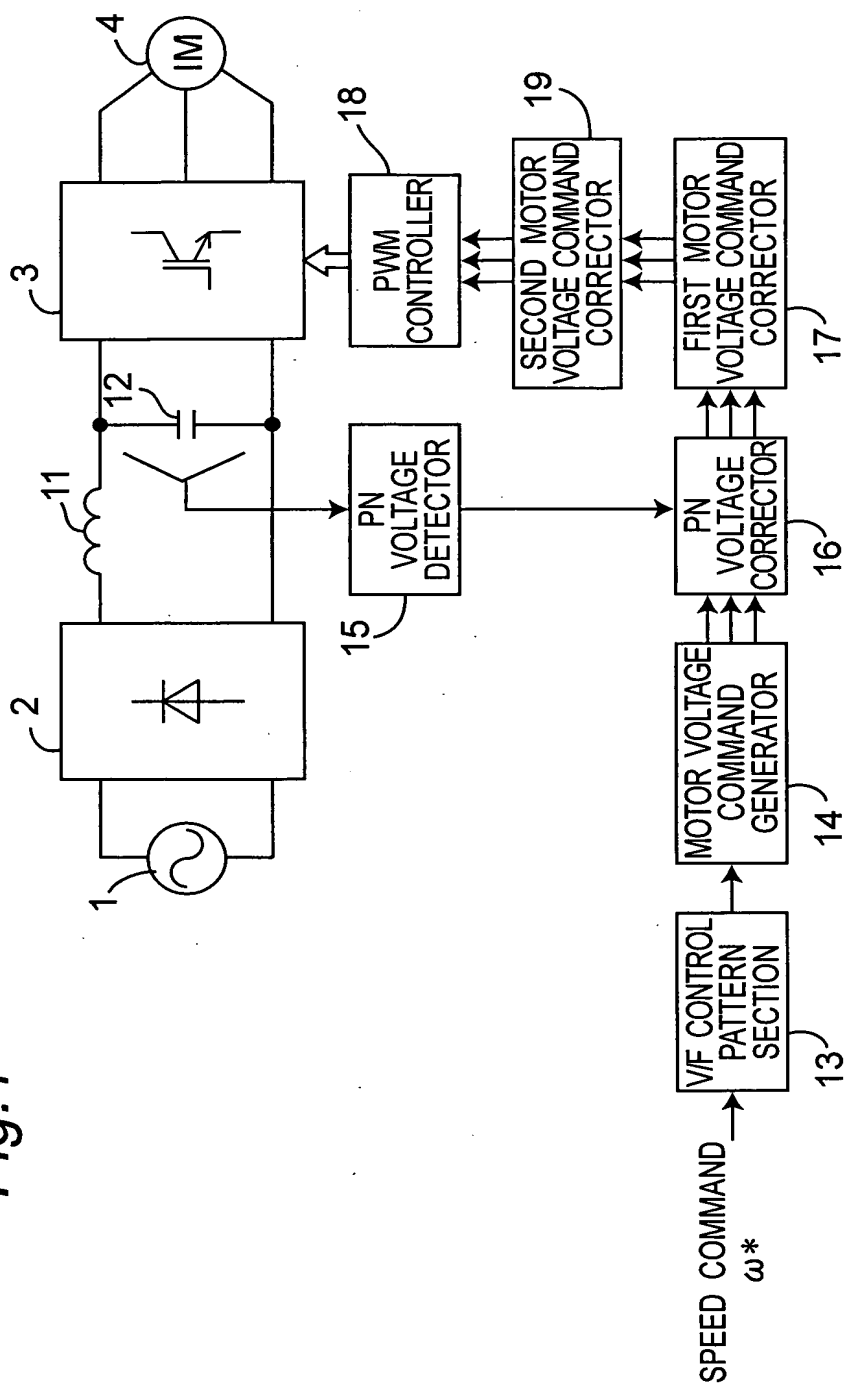 Fig.
1
2
11
12
3
4
IM
PN
VOLTAGE
DETECTOR
15
PWM
CONTROLLER
18
SECOND MOTOR
VOLTAGE COMMAND
CORRECTOR
19
SPEED COMMAND
ω*
V/F CONTROL
PATTERN
SECTION
13
MOTOR VOLTAGE
COMMAND
GENERATOR
14
PN
VOLTAGE
CORRECTOR
16
FIRST MOTOR
VOLTAGE COMMAND
CORRECTOR
17